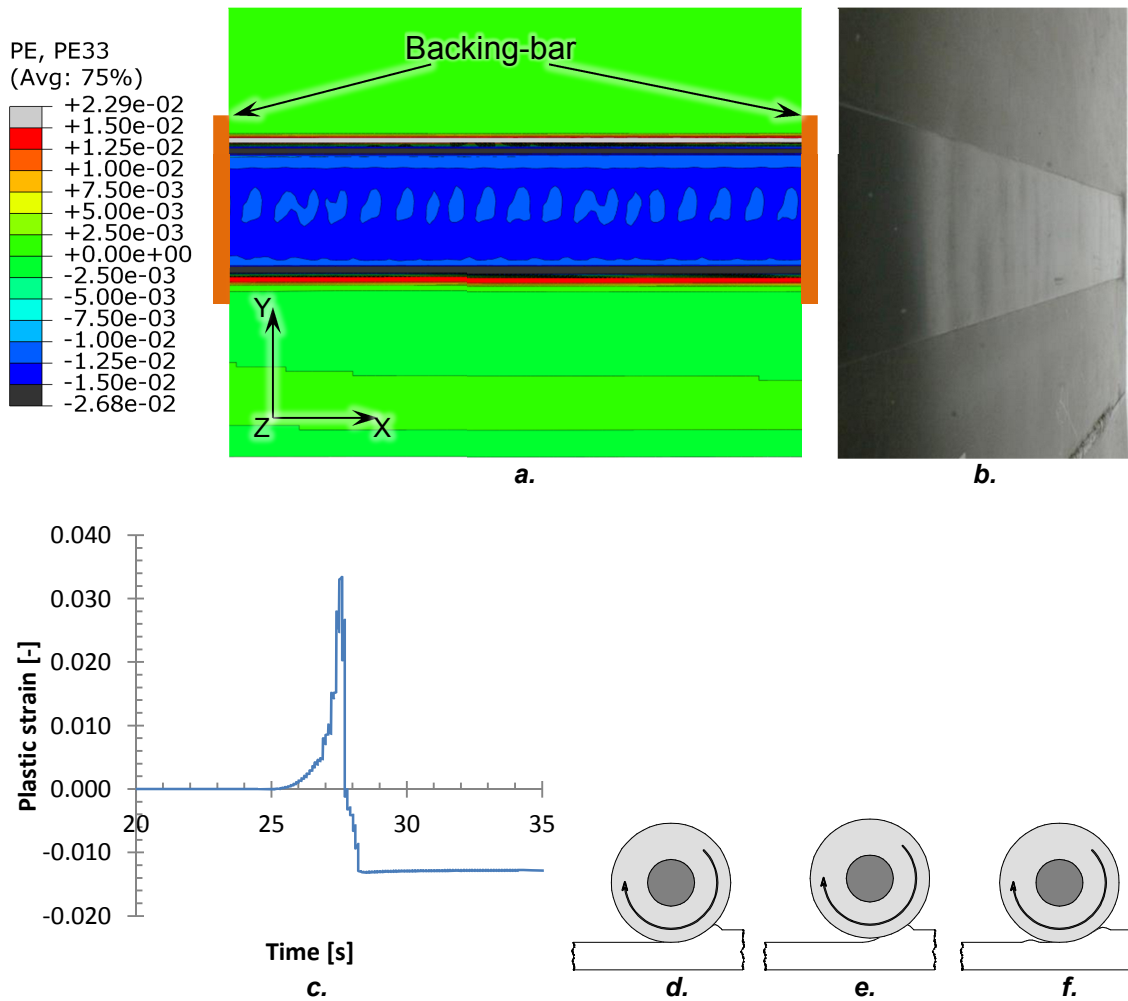 PE, PE33
(Avg: 75%)
+2.29e-02
+1.50e-02
+1.25e-02
+1.00e-02
+7.50e-03
+5.00e-03
+2.50e-03
+0.00e+00
-2.50e-03
-5.00e-03
-7.50e-03
-1.00e-02
-1.25e-02
-1.50e-02
-2.68e-02
Backing-bar
Y
Z
X
a.
b.
0.040
0.030
0.020
0.010
0.000
-0.010
-0.020
Plastic strain [-]
20
25
30
35
Time [s]
c.
d.
e.
f.